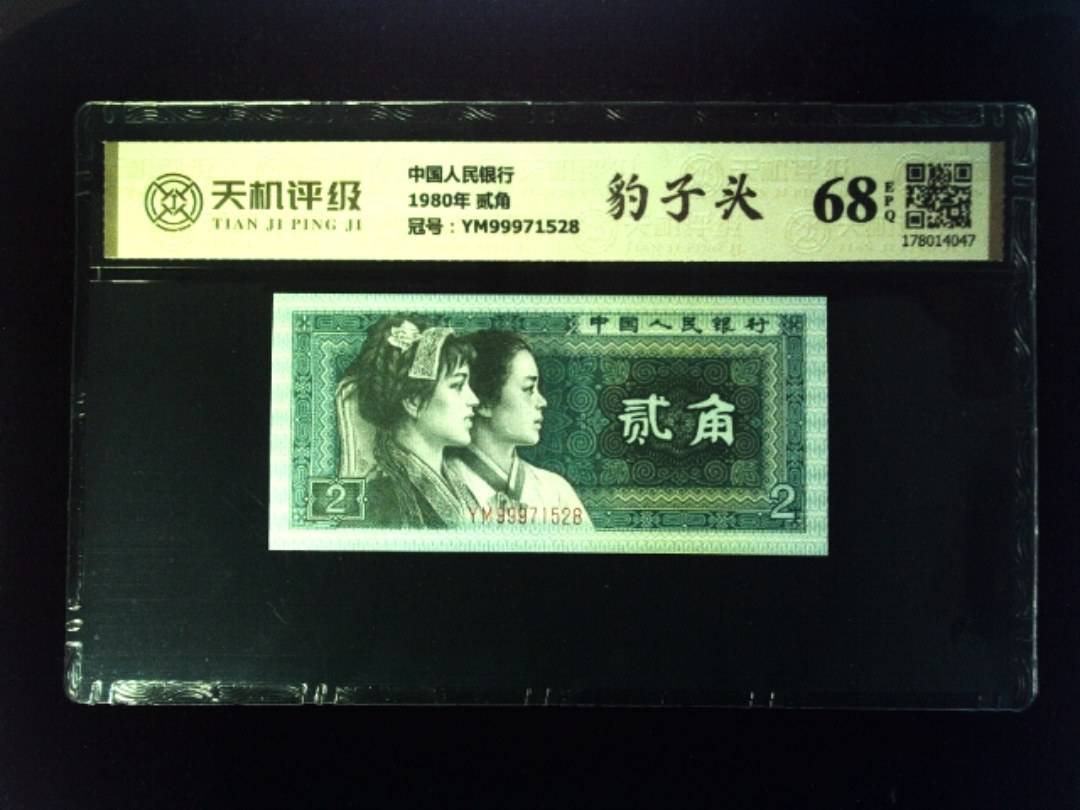 天机评级
TIAN JI PING JI
中国人民银行
1980年 贰角
冠号：YM99971528
豹子头
68
EPQ
178014047
中国人民银行
贰角
2
2
YM99971528